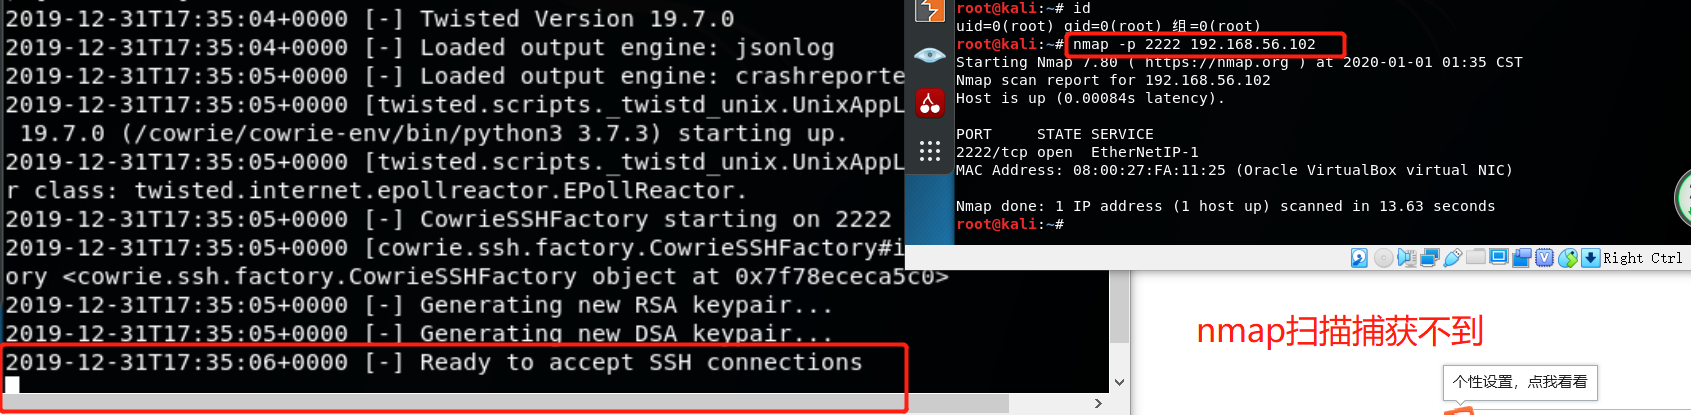 2019-12-31T17:35:04+0000 [-] Twisted Version 19.7.0
2019-12-31T17:35:04+0000 [-] Loaded output engine: jsonlog
2019-12-31T17:35:04+0000 [-] Loaded output engine: crashreporte
2019-12-31T17:35:05+0000 [twisted.scripts._twistd_unix.UnixAppL
19.7.0 (/cowrie/cowrie-env/bin/python3 3.7.3) starting up.
2019-12-31T17:35:05+0000 [twisted.scripts._twistd_unix.UnixAppL
r class: twisted.internet.epollreactor.EPollReactor.
2019-12-31T17:35:05+0000 [-] CowrieSSHFactory starting on 2222
2019-12-31T17:35:05+0000 [cowrie.ssh.factory.CowrieSSHFactory#i
ory <cowrie.ssh.factory.CowrieSSHFactory object at 0x7f78ececa5c0>
2019-12-31T17:35:05+0000 [-] Generating new RSA keypair...
2019-12-31T17:35:05+0000 [-] Generating new DSA keypair...
2019-12-31T17:35:06+0000 [-] Ready to accept SSH connections
root@kali:~# id
uid=0(root) gid=0(root) 组=0(root)
root@kali:~# nmap -p 2222 192.168.56.102
Starting Nmap 7.80 ( https://nmap.org ) at 2020-01-01 01:35 CST
Nmap scan report for 192.168.56.102
Host is up (0.00084s latency).
PORT     STATE SERVICE
2222/tcp open  EtherNetIP-1
MAC Address: 08:00:27:FA:11:25 (Oracle VirtualBox virtual NIC)
Nmap done: 1 IP address (1 host up) scanned in 13.63 seconds
root@kali:~#
Right Ctrl
nmap扫描捕获不到
个性设置，点我看看